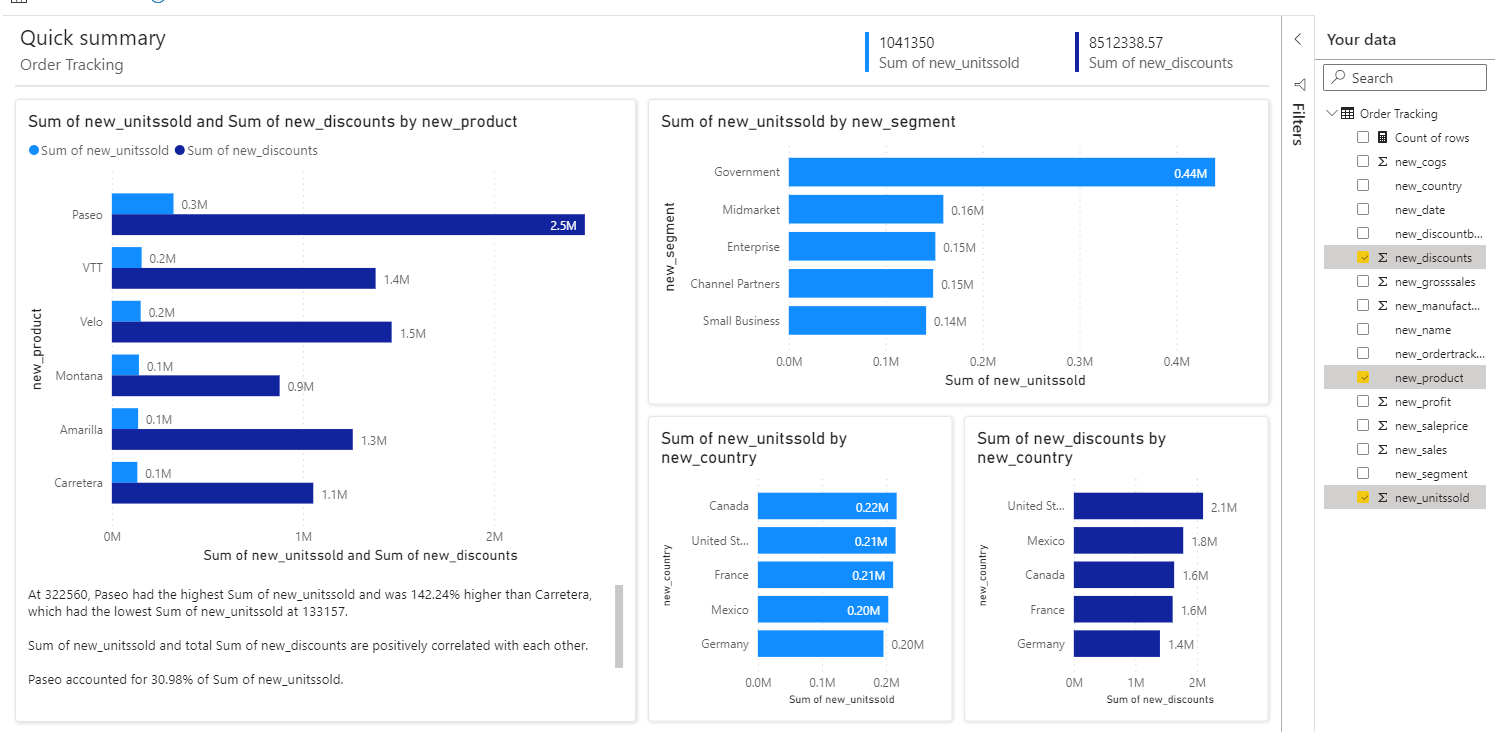 Quick summary
Order Tracking
1041350
Sum of new_unitssold
8512338.57
Sum of new_discounts
Sum of new_unitssold and Sum of new_discounts by new_product
Sum of new_unitssold Sum of new_discounts
new_product
Paseo
0.3M
2.5M
VTT
0.2M
1.4M
Velo
0.2M
1.5M
Montana
0.1M
0.9M
Amarilla
0.1M
1.3M
Carretera
0.1M
1.1M
0M 1M 2M
Sum of new_unitssold and Sum of new_discounts
At 322560, Paseo had the highest Sum of new_unitssold and was 142.24% higher than Carretera,
which had the lowest Sum of new_unitssold at 133157.
Sum of new_unitssold and total Sum of new_discounts are positively correlated with each other.
Paseo accounted for 30.98% of Sum of new_unitssold.
Sum of new_unitssold by new_segment
new_segment
Government 0.44M
Midmarket 0.16M
Enterprise 0.15M
Channel Partners 0.15M
Small Business 0.14M
0.0M 0.1M 0.2M 0.3M 0.4M
Sum of new_unitssold
Sum of new_unitssold by
new_country
new_country
Canada 0.22M
United St... 0.21M
France 0.21M
Mexico 0.20M
Germany 0.20M
0.0M 0.1M 0.2M
Sum of new_unitssold
Sum of new_discounts by
new_country
new_country
United St... 2.1M
Mexico 1.8M
Canada 1.6M
France 1.6M
Germany 1.4M
0M 1M 2M
Sum of new_discounts
Filters
Your data
Search
Order Tracking
Count of rows
new_cogs
new_country
new_date
new_discountb...
new_discounts
new_grosssales
new_manufact...
new_name
new_ordertrack...
new_product
new_profit
new_saleprice
new_sales
new_segment
new_unitssold